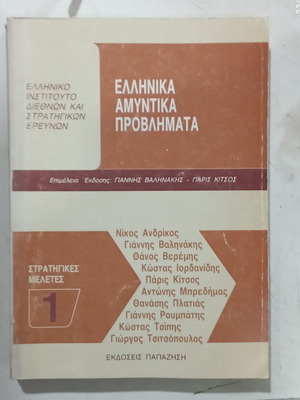 ΕΛΛΗΝΙΚΟ
ΙΝΣΤΙΤΟΥΤΟ
ΔΙΕΘΝΩΝ ΚΑΙ
ΣΤΡΑΤΗΓΙΚΩΝ
ΕΡΕΥΝΩΝ
ΕΛΛΗΝΙΚΑ
ΑΜΥΝΤΙΚΑ
ΠΡΟΒΛΗΜΑΤΑ
Επιμέλεια Έκδοσης: ΓΙΑΝΝΗΣ ΒΑΛΗΝΑΚΗΣ - ΠΑΡΙΣ ΚΙΤΣΟΣ
Νίκος Ανδρίκος
Γιάννης Βαληνάκης
Θάνος Βερέμης
Κώστας Ιορδανίδης
Πάρις Κίτσος
Αντώνης Μπρεδήμας
Θανάσης Πλατιάς
Γιάννης Ρουμπάτης
Κώστας Τσίπης
Γιώργος Τσιτσόπουλος
ΣΤΡΑΤΗΓΙΚΕΣ
ΜΕΛΕΤΕΣ
1
ΕΚΔΟΣΕΙΣ ΠΑΠΑΖΗΣΗ